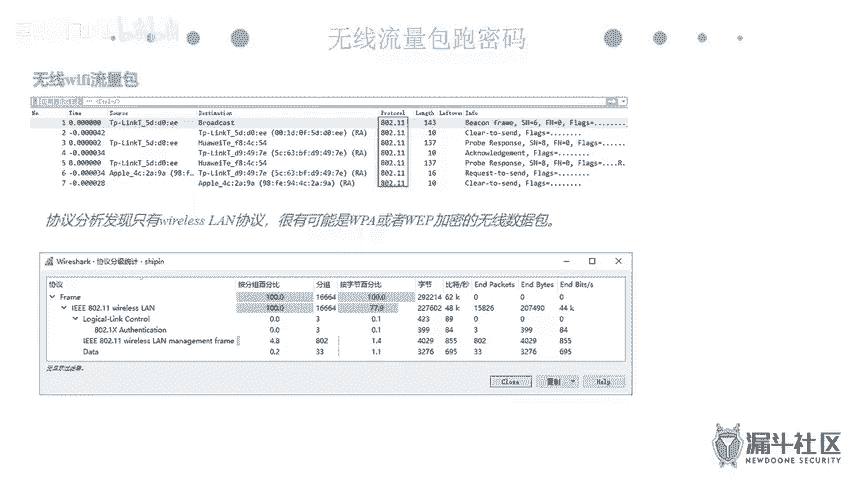 无线流量包跑密码
无线wifi流量包
No. Time Source Destination Protocol Length Leftover Info
1 0.000000 Tp-LinkT_5d:d0:ee Broadcast 802.11 143 Beacon frame, SN=6, FN=0, Flags=........
2 -0.000042 Tp-LinkT_5d:d0:ee (00:1d:0f:5d:d0:ee) (RA) 802.11 10 Clear-to-send, Flags=........
3 0.000002 Tp-LinkT_5d:d0:ee HuaweiTe_f8:4c:54 802.11 137 Probe Response, SN=8, FN=0, Flags=......
4 -0.000034 Tp-LinkT_d9:49:7e (5c:63:bf:d9:49:7e) (RA) 802.11 10 Acknowledgement, Flags=........
5 0.000000 Tp-LinkT_5d:d0:ee HuaweiTe_f8:4c:54 802.11 137 Probe Response, SN=8, FN=0, Flags=....R.
6 -0.000034 Apple_4c:2a:9a (98:f… Tp-LinkT_d9:49:7e (5c:63:bf:d9:49:7e) (RA) 802.11 16 Request-to-send, Flags=........
7 -0.000028 Apple_4c:2a:9a (98:fe:94:4c:2a:9a) (RA) 802.11 10 Clear-to-send, Flags=........
协议分析发现只有wireless LAN协议，很有可能是WPA或者WEP加密的无线数据包。
Wireshark · 协议分级统计 · shipin
协议 按分组百分比 分组 按字节百分比 字节 比特/秒 End Packets End Bytes End Bits/s
Frame 100.0 16664 100.0 292214 62 k 0 0 0
IEEE 802.11 wireless LAN 100.0 16664 77.9 227602 48 k 15826 207490 44 k
Logical-Link Control 0.0 3 0.1 423 89 0 0 0
802.1X Authentication 0.0 3 0.1 399 84 3 399 84
IEEE 802.11 wireless LAN management frame 4.8 802 1.4 4029 855 802 4029 855
Data 0.2 33 1.1 3276 695 33 3276 695
无显示过滤器。
Close 复制 Help
漏斗社区
NEWDOONE SECURITY